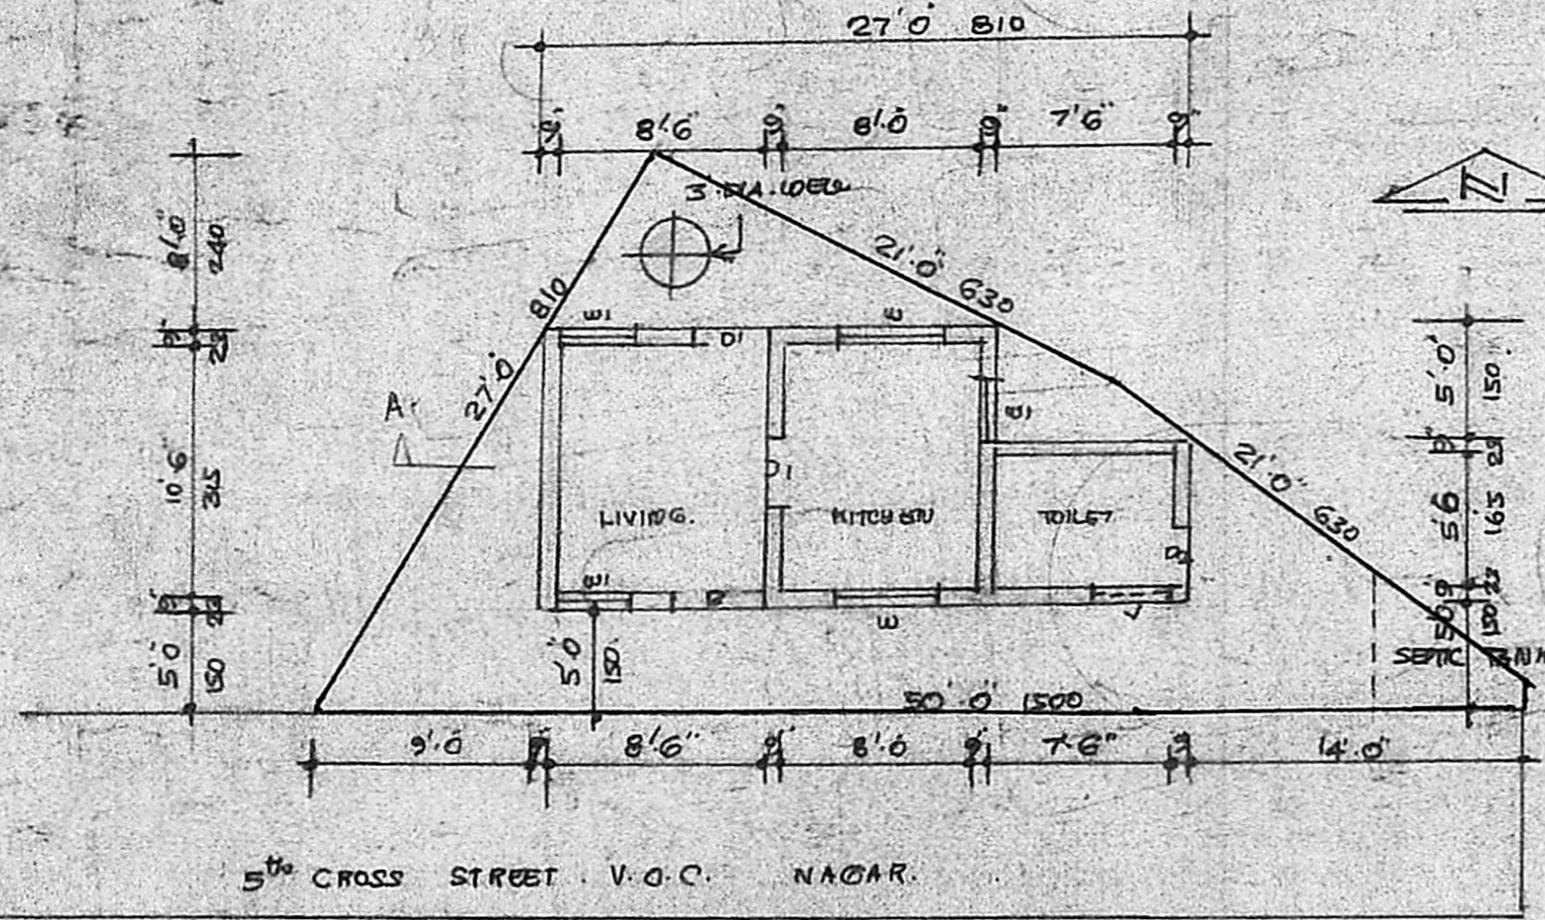 27'0" 810
9" 8'6" 9" 8'0 9" 7'6" 9"
3' DIA. WELL
N
8'0" 240
9" 23
10'6" 315
9" 23
5'0" 150
27'0" 810
21'.0" 630
21'.0" 630
5'0" 150
9" 23
5'6 165
9" 23
5'0 150
W1 D1 W
W1
A
D1
LIVING. KITCHEN TOILET
D2
W1 D W V
5'0" 150
SEPTIC TANK
50'.0" 1500
9'.0 9" 8'6" 9" 8'.0 9" 7'6" 9 14'.0"
5th CROSS STREET. V.O.C. NAGAR.